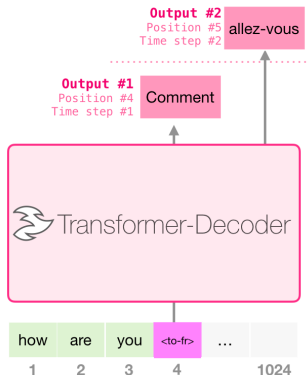 Output #2
Position #5
Time step #2
allez-vous
Output #1
Position #4
Time step #1
Comment
Transformer-Decoder
how are you <to-fr> ...
1 2 3 4 1024